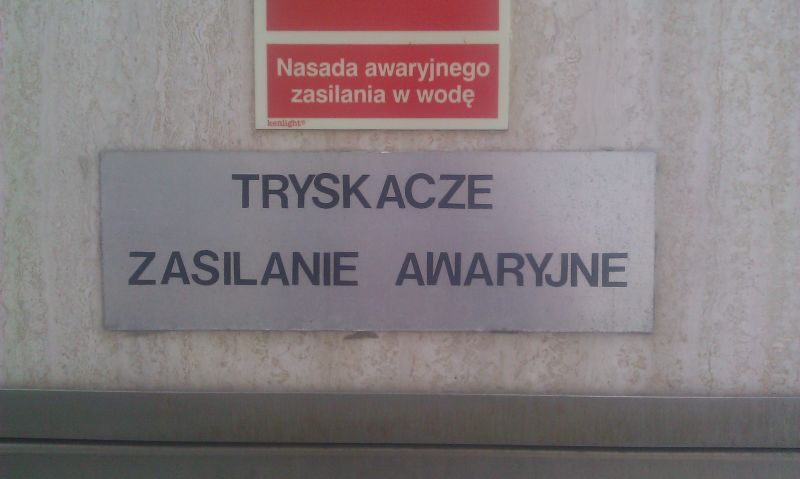 Nasada awaryjnego
zasilania w wodę
kenlight®
TRYSKACZE
ZASILANIE AWARYJNE